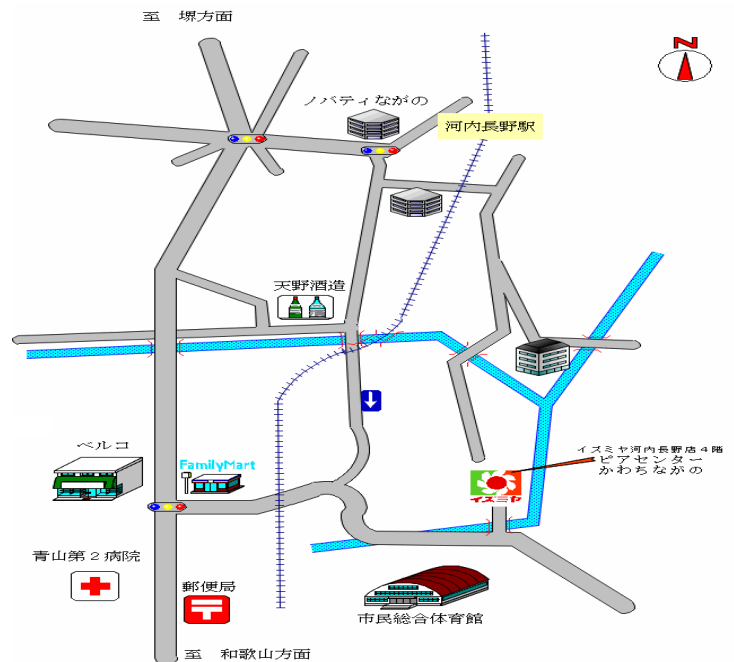 至 堺方面
N
ノバティながの
河内長野駅
天野酒造
イズミヤ河内長野店４階
ピアセンター
かわちながの
ベルコ
FamilyMart
イズミヤ
青山第２病院
郵便局
市民総合体育館
至 和歌山方面